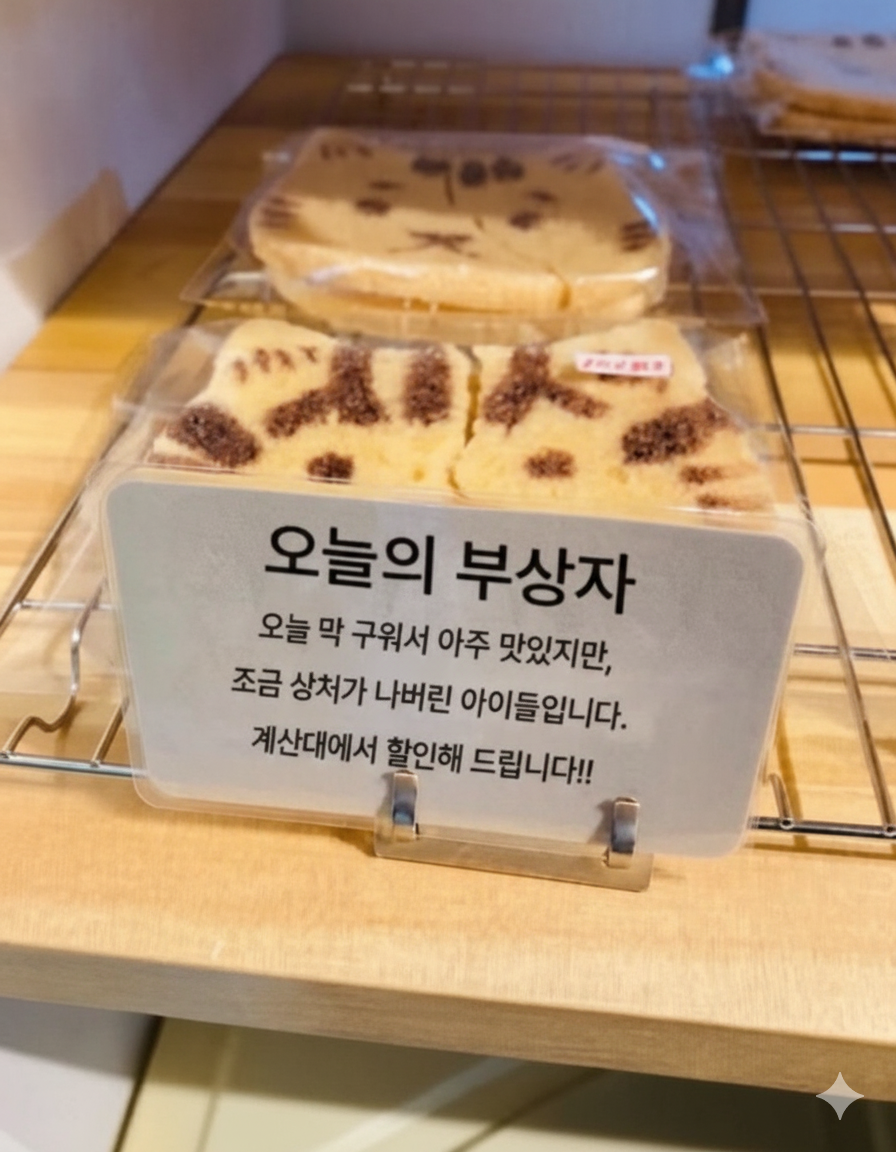 오늘의 부상자
오늘 막 구워서 아주 맛있지만,
조금 상처가 나버린 아이들입니다.
계산대에서 할인해 드립니다!!